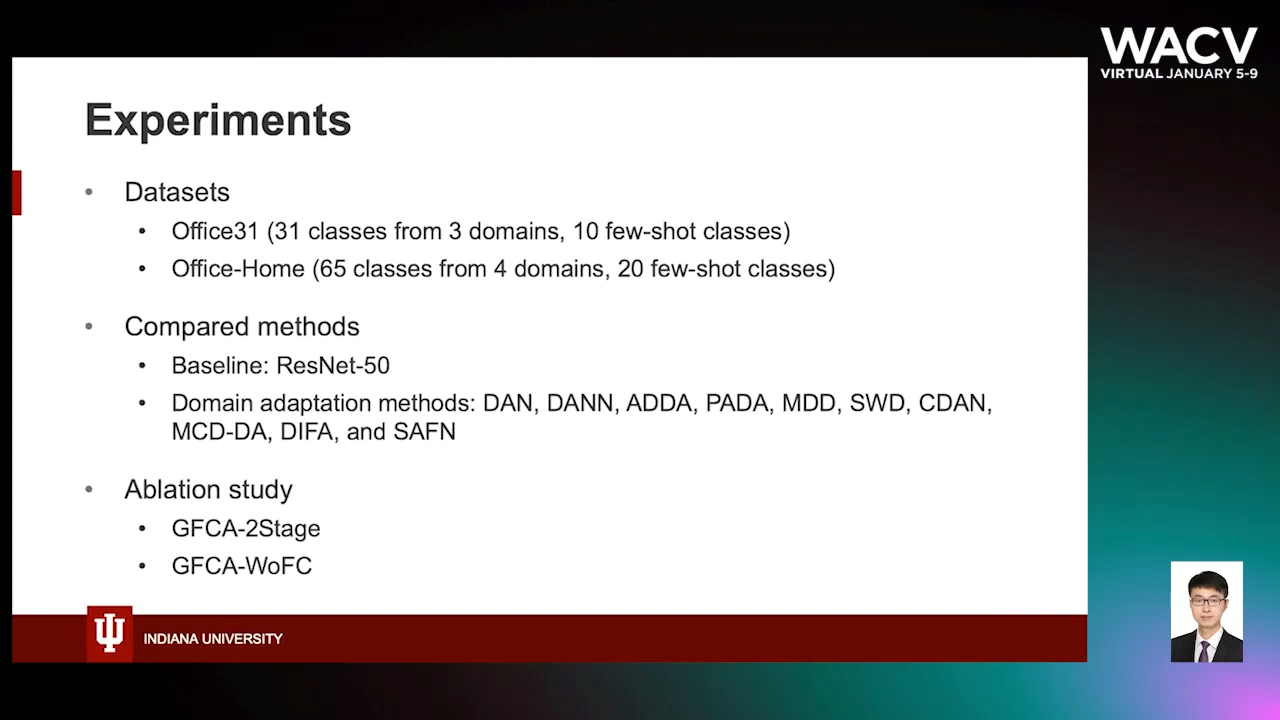 WACV
VIRTUAL JANUARY 5-9
Experiments
• Datasets
• Office31 (31 classes from 3 domains, 10 few-shot classes)
• Office-Home (65 classes from 4 domains, 20 few-shot classes)
• Compared methods
• Baseline: ResNet-50
• Domain adaptation methods: DAN, DANN, ADDA, PADA, MDD, SWD, CDAN,
MCD-DA, DIFA, and SAFN
• Ablation study
• GFCA-2Stage
• GFCA-WoFC
INDIANA UNIVERSITY